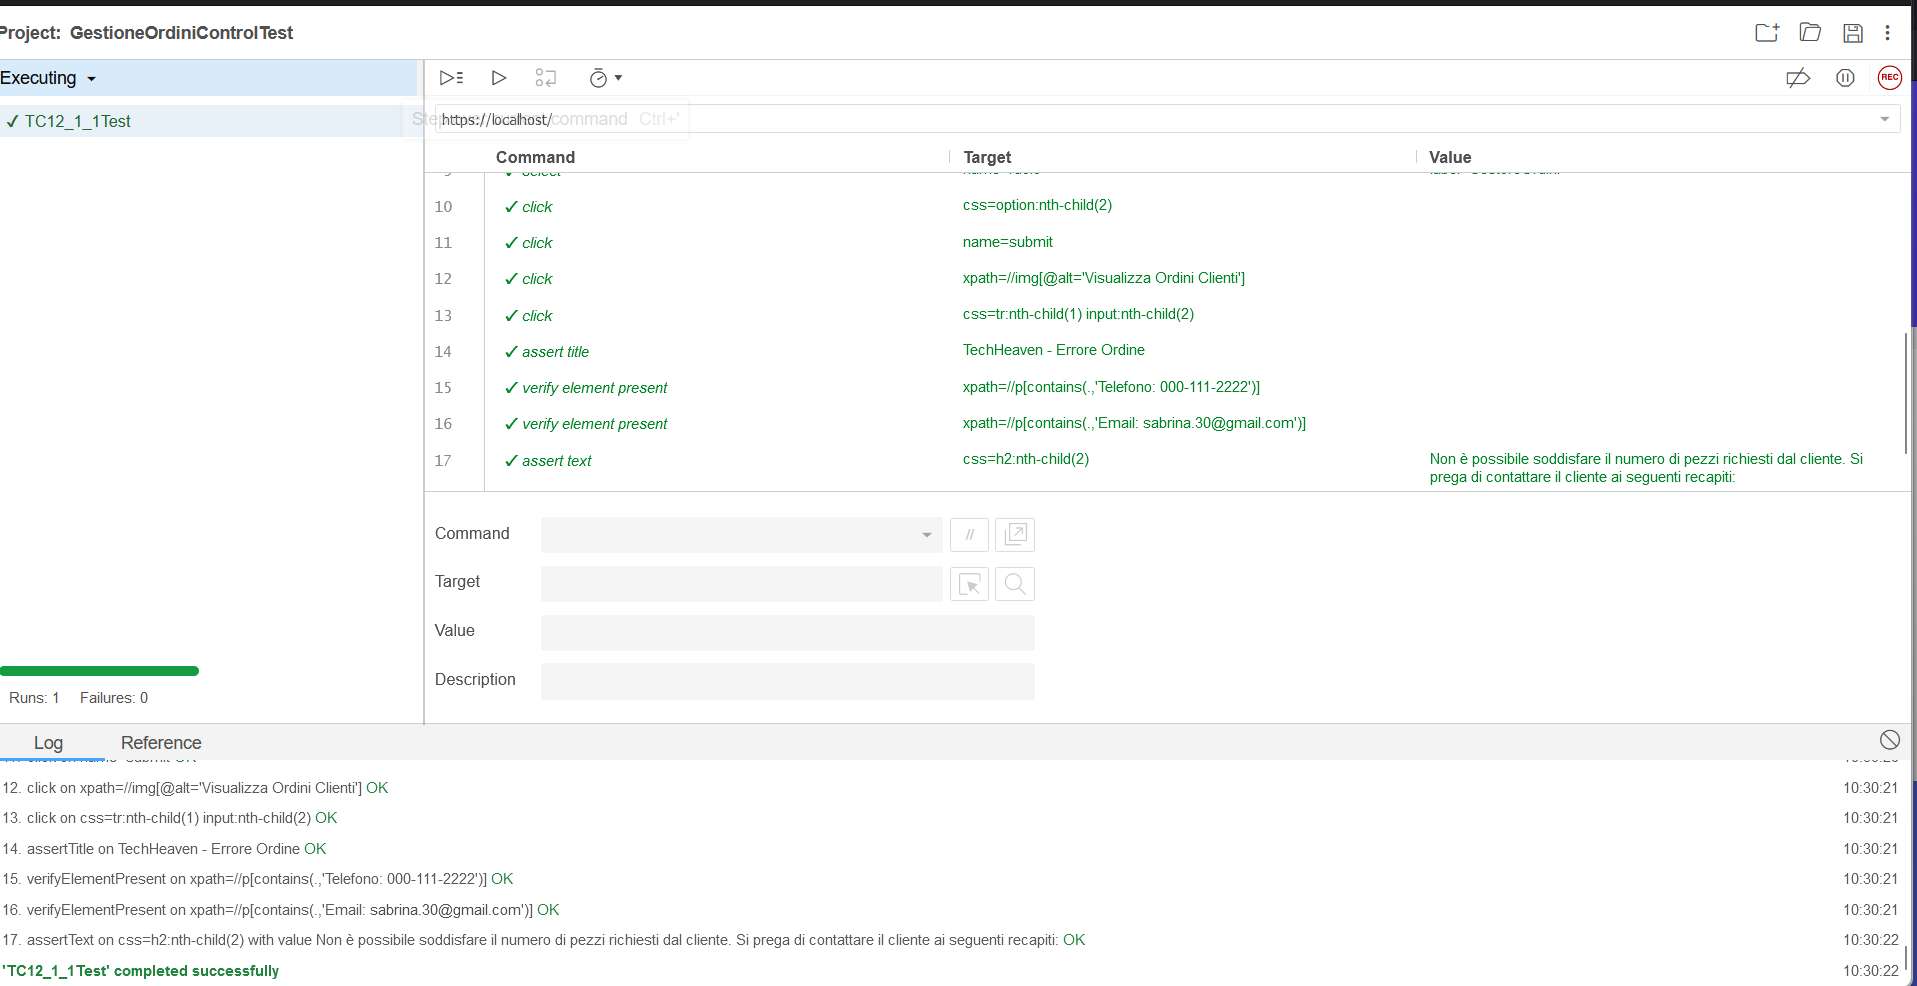 Project: GestioneOrdiniControlTest
Executing
✓ TC12_1_1Test
https://localhost/
command Ctrl+'
Command Target Value
select
10 ✓ click css=option:nth-child(2)
11 ✓ click name=submit
12 ✓ click xpath=//img[@alt='Visualizza Ordini Clienti']
13 ✓ click css=tr:nth-child(1) input:nth-child(2)
14 ✓ assert title TechHeaven - Errore Ordine
15 ✓ verify element present xpath=//p[contains(.,'Telefono: 000-111-2222')]
16 ✓ verify element present xpath=//p[contains(.,'Email: sabrina.30@gmail.com')]
17 ✓ assert text css=h2:nth-child(2) Non è possibile soddisfare il numero di pezzi richiesti dal cliente. Si
prega di contattare il cliente ai seguenti recapiti:
Command //
Target
Value
Description
Runs: 1 Failures: 0
REC
Log Reference
12. click on xpath=//img[@alt='Visualizza Ordini Clienti'] OK 10:30:21
13. click on css=tr:nth-child(1) input:nth-child(2) OK 10:30:21
14. assertTitle on TechHeaven - Errore Ordine OK 10:30:21
15. verifyElementPresent on xpath=//p[contains(.,'Telefono: 000-111-2222')] OK 10:30:21
16. verifyElementPresent on xpath=//p[contains(.,'Email: sabrina.30@gmail.com')] OK 10:30:21
17. assertText on css=h2:nth-child(2) with value Non è possibile soddisfare il numero di pezzi richiesti dal cliente. Si prega di contattare il cliente ai seguenti recapiti: OK 10:30:22
'TC12_1_1Test' completed successfully 10:30:22